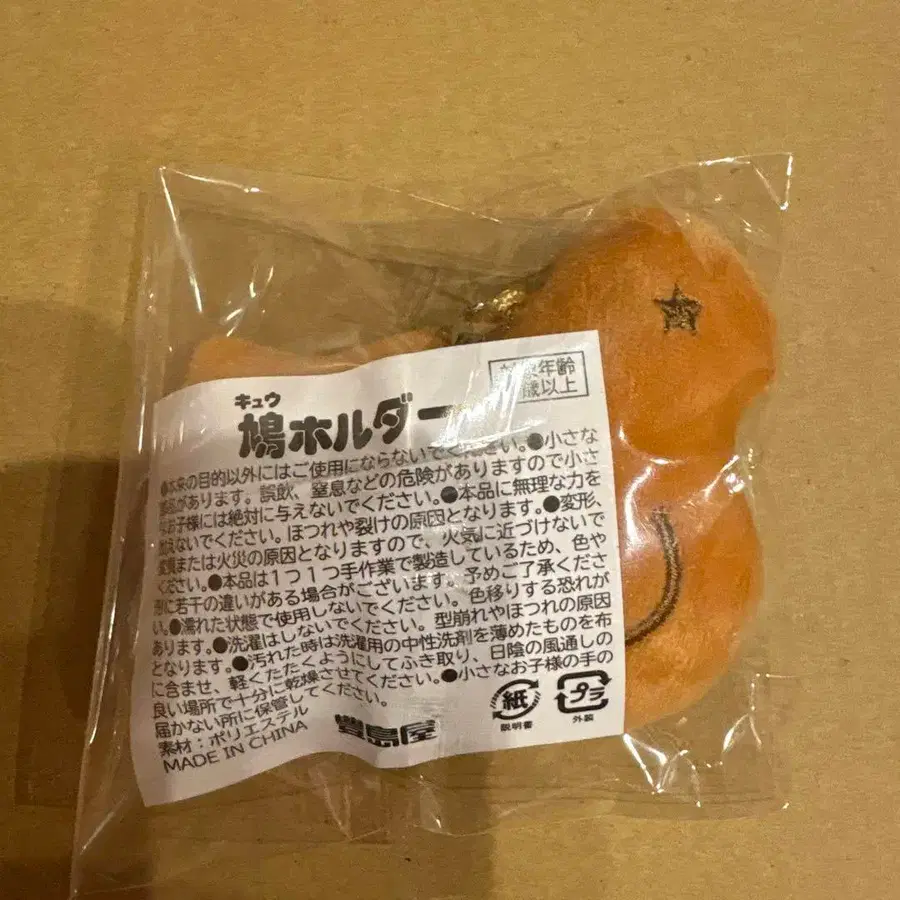 キュウ
鳩ホルダー
年齢
歳以上
●本来の目的以外にはご使用にならないでください。●小さな
部品があります。誤飲、窒息などの危険がありますので小さ
なお子様には絶対に与えないでください。●本品に無理な力を
加えないでください。ほつれや裂けの原因となります。●変形、
変質または火災の原因となりますので、火気に近づけないで
ください。●本品は1つ1つ手作業で製造しているため、色や
形に若干の違いがある場合がございます。予めご了承くださ
い。●濡れた状態で使用しないでください。色移りする恐れが
あります。●洗濯はしないでください。型崩れやほつれの原因
となります。●汚れた時は洗濯用の中性洗剤を薄めたものを布
に含ませ、軽くたたくようにしてふき取り、日陰の風通しの
良い場所で十分に乾燥させてください。●小さなお子様の手の
届かない所に保管してください。
素材：ポリエステル
MADE IN CHINA
豊島屋
紙
説明書
プラ
外装